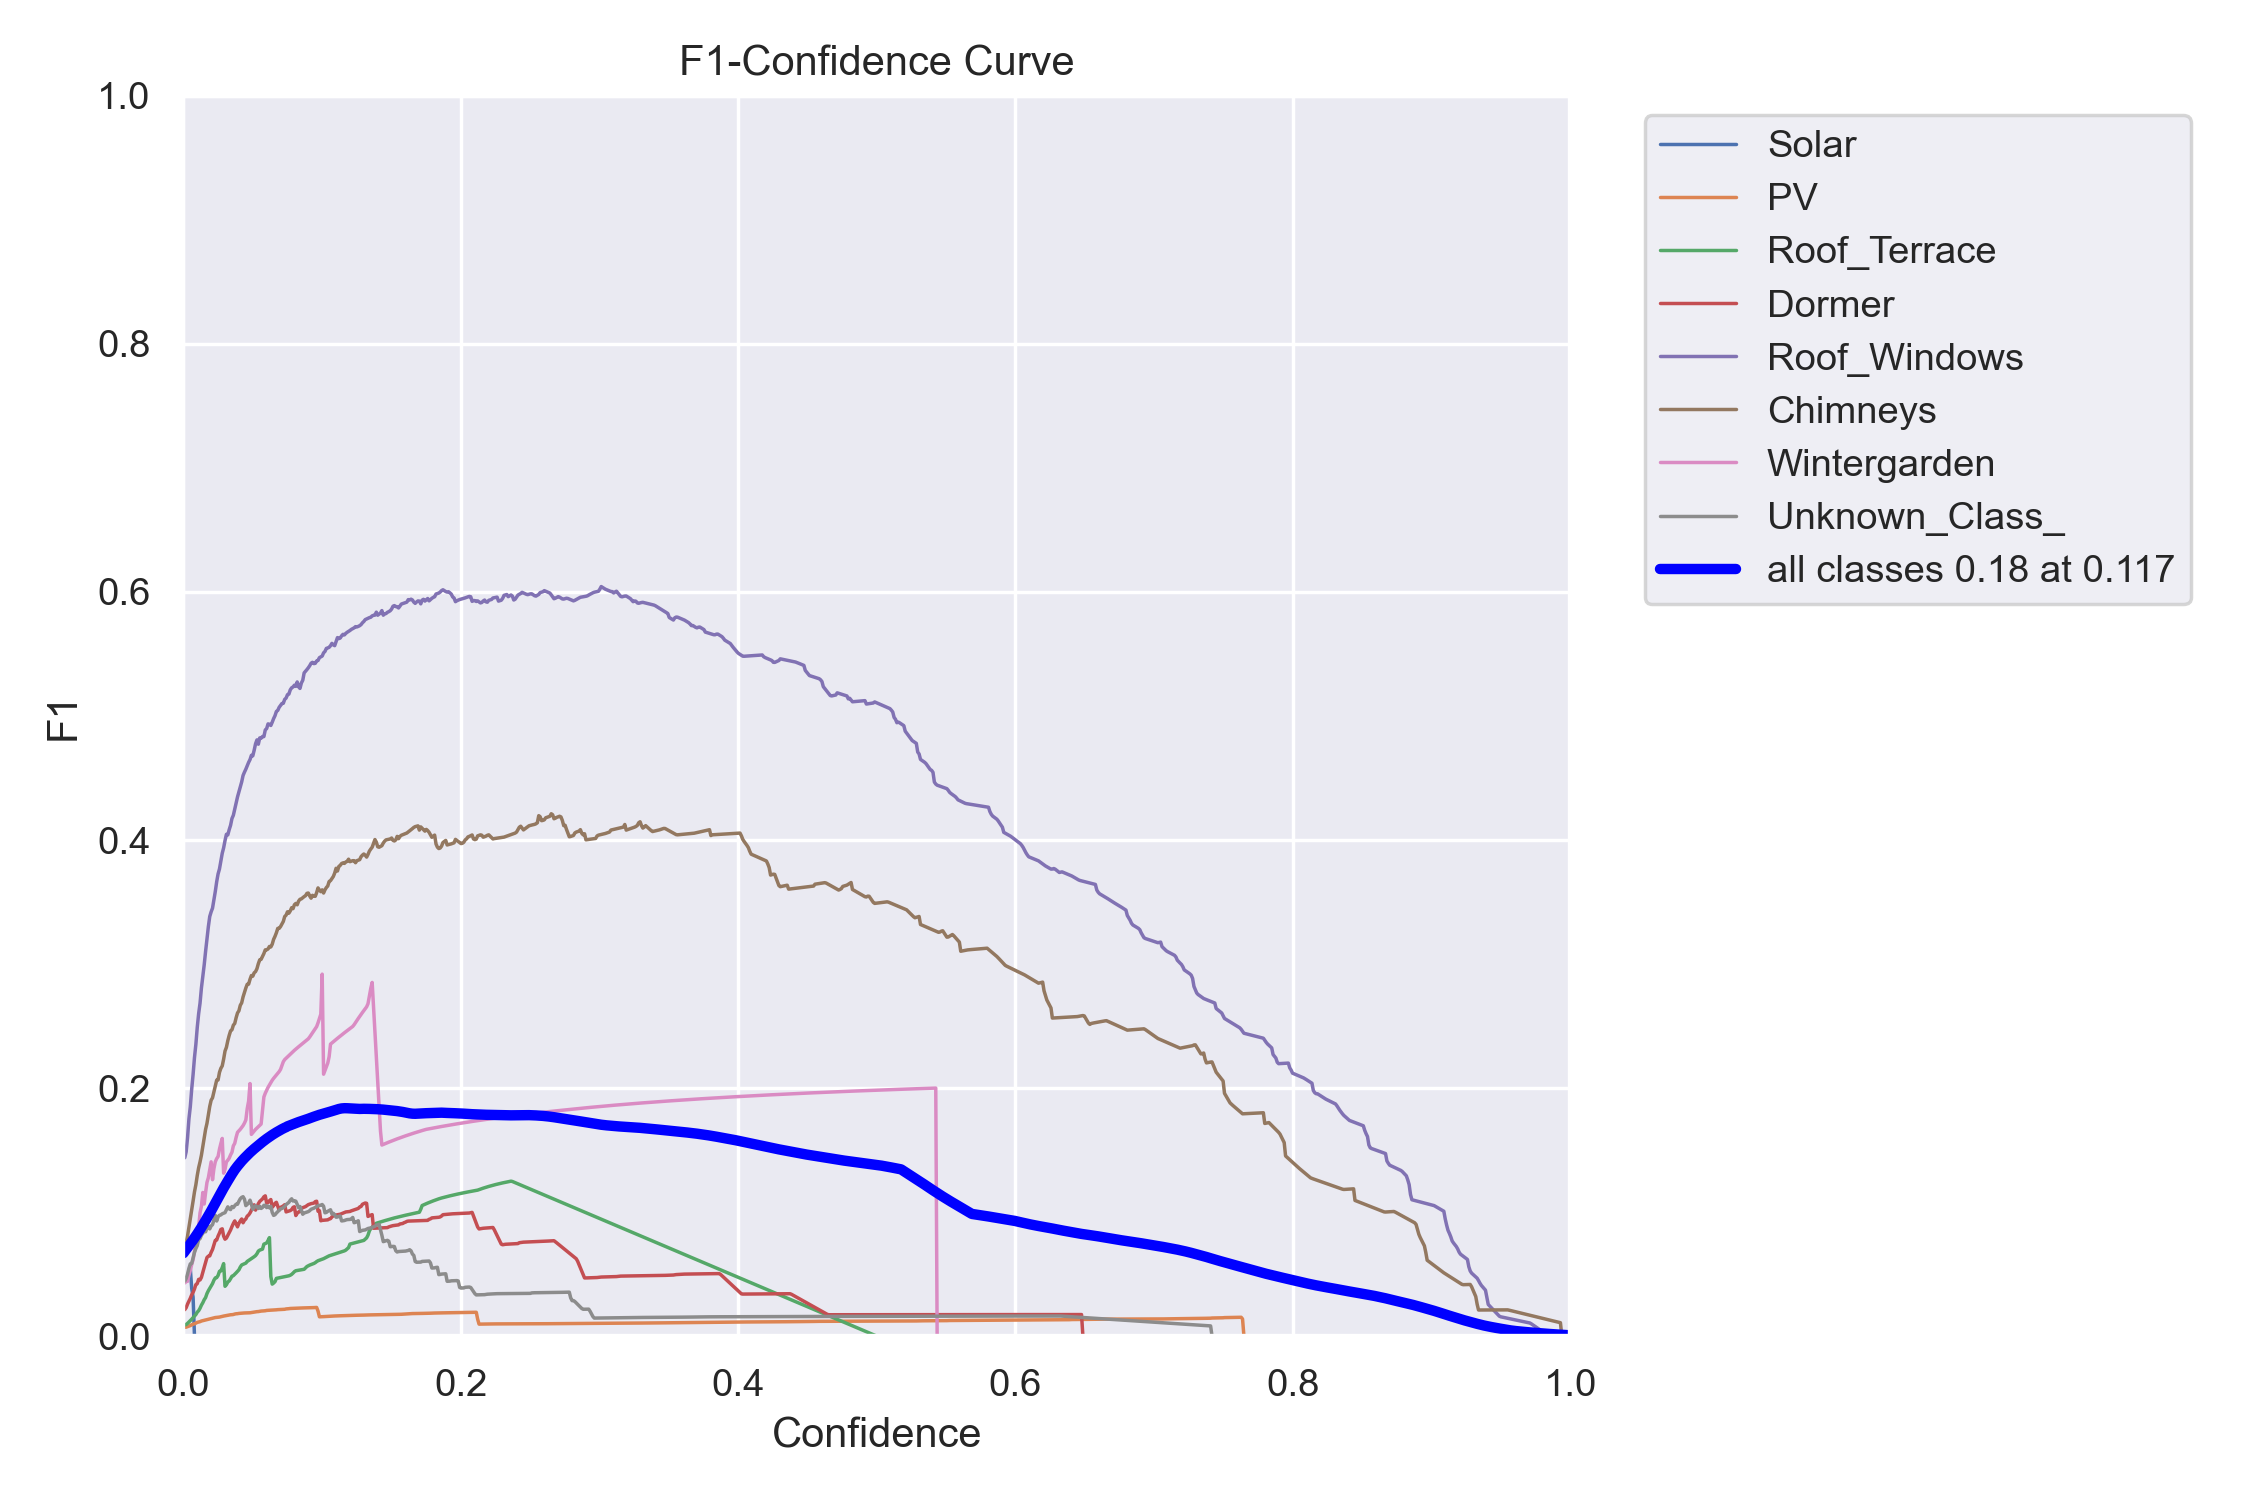 F1-Confidence Curve
1.0
0.8
0.6
0.4
0.2
0.0
F1
0.0 0.2 0.4 0.6 0.8 1.0
Confidence
Solar
PV
Roof_Terrace
Dormer
Roof_Windows
Chimneys
Wintergarden
Unknown_Class_
all classes 0.18 at 0.117